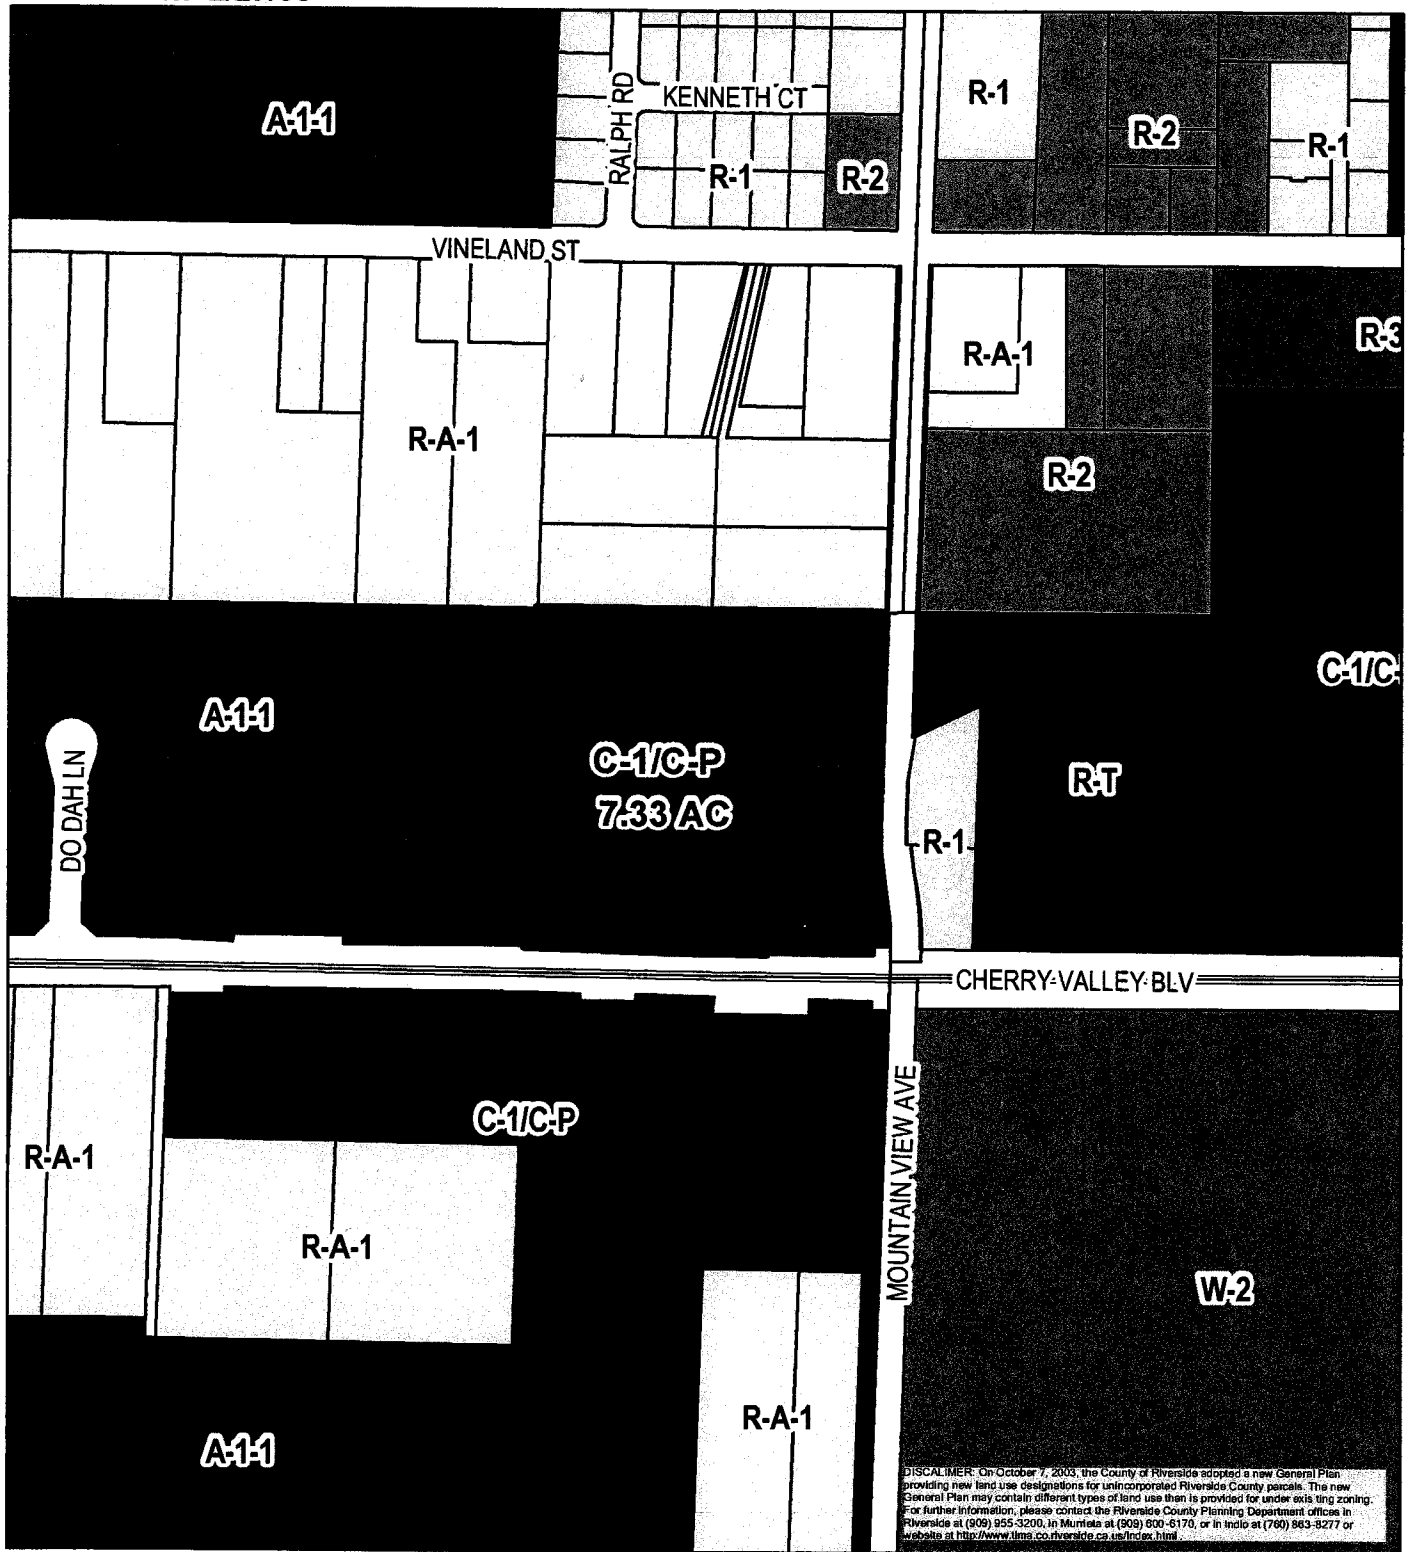 A-1-1
RALPH RD
KENNETH CT
R-1
R-2
R-1
R-2
R-1
VINELAND ST
R-A-1
R-3
R-A-1
R-2
C-1/C-
A-1-1
C-1/C-P
7.33 AC
R-T
DO DAH LN
R-1
CHERRY VALLEY BLV
C-1/C-P
MOUNTAIN VIEW AVE
R-A-1
R-A-1
W-2
R-A-1
A-1-1
DISCALIMER: On October 7, 2003, the County of Riverside adopted a new General Plan
providing new land use designations for unincorporated Riverside County parcels. The new
General Plan may contain different types of land use than is provided for under exis ting zoning.
For further information, please contact the Riverside County Planning Department offices in
Riverside at (909) 955-3200, in Murrieta at (909) 600-6170, or in Indio at (760) 863-8277 or
website at http://www.tlma.co.riverside.ca.us/index.html .